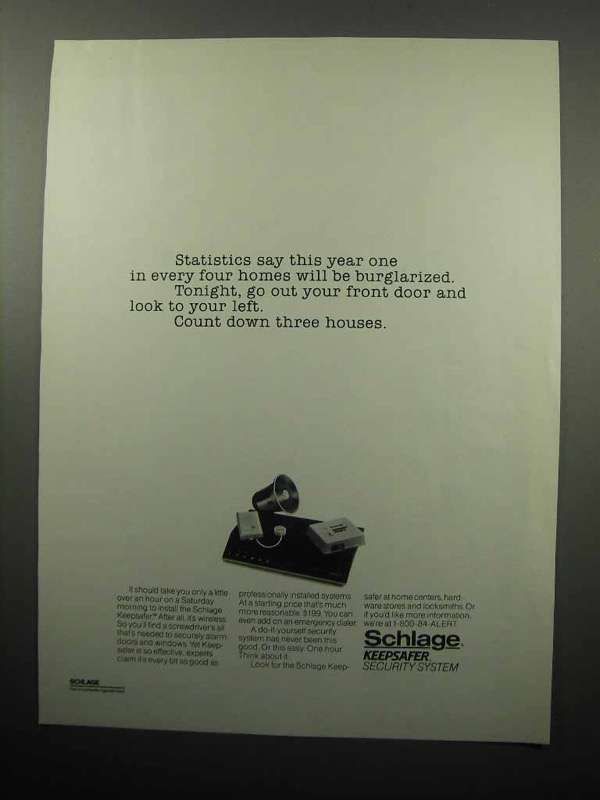 Statistics say this year one
in every four homes will be burglarized.
Tonight, go out your front door and
look to your left.
Count down three houses.
It should take you only a little
over an hour on a Saturday
morning to install the Schlage
Keepsafer.® After all, it's wireless.
So you'll find a screwdriver's all
that's needed to securely alarm
doors and windows. Yet Keep-
safer is so effective, experts
claim it's every bit as good as
professionally installed systems.
At a starting price that's much
more reasonable. $199. You can
even add on an emergency dialer.
A do-it-yourself security
system has never been this
good. Or this easy. One hour.
Think about it.
Look for the Schlage Keep-
safer at home centers, hard-
ware stores and locksmiths. Or
if you'd like more information,
we're at 1-800-84-ALERT.
Schlage.
KEEPSAFER
SECURITY SYSTEM
SCHLAGE